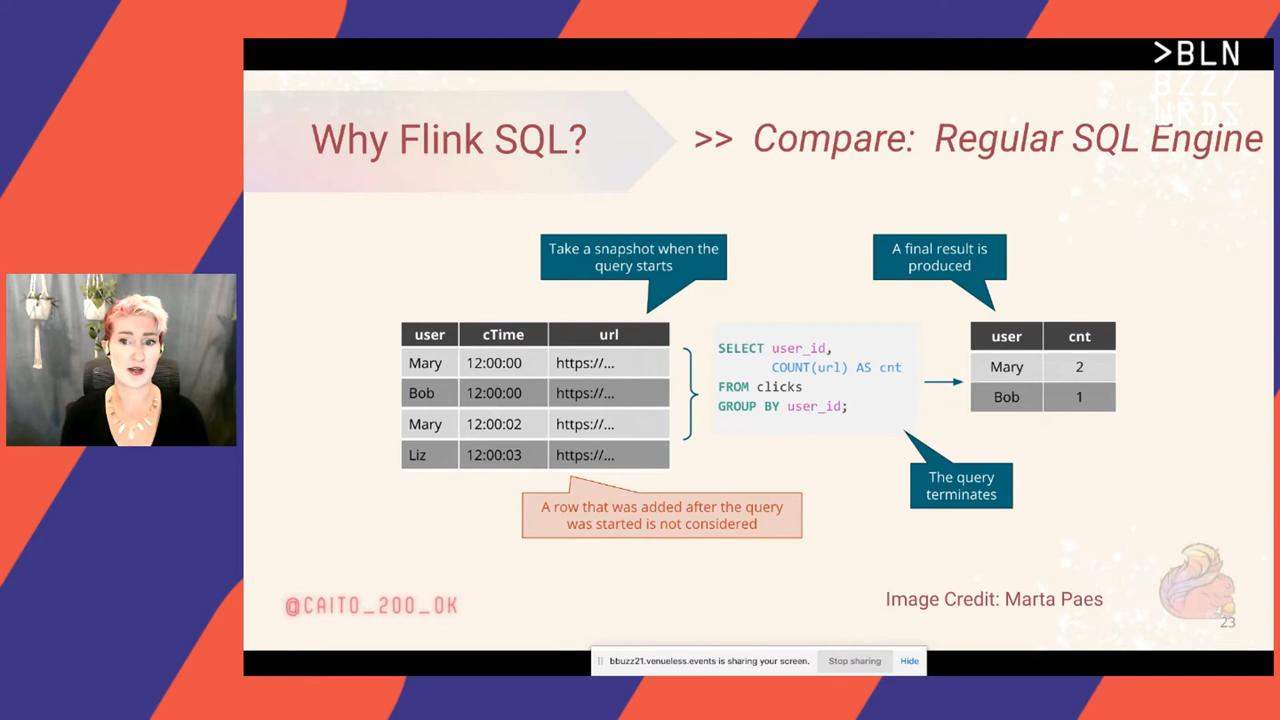 >BLN
BZZ/
WRDS
Why Flink SQL?
>> Compare: Regular SQL Engine
Take a snapshot when the
query starts
A final result is
produced
user cTime url
Mary 12:00:00 https://...
Bob 12:00:00 https://...
Mary 12:00:02 https://...
Liz 12:00:03 https://...
SELECT user_id,
COUNT(url) AS cnt
FROM clicks
GROUP BY user_id;
user cnt
Mary 2
Bob 1
The query
terminates
A row that was added after the query
was started is not considered
@CAITO_200_OK
Image Credit: Marta Paes
23
bbuzz21.venueless.events is sharing your screen.
Stop sharing
Hide